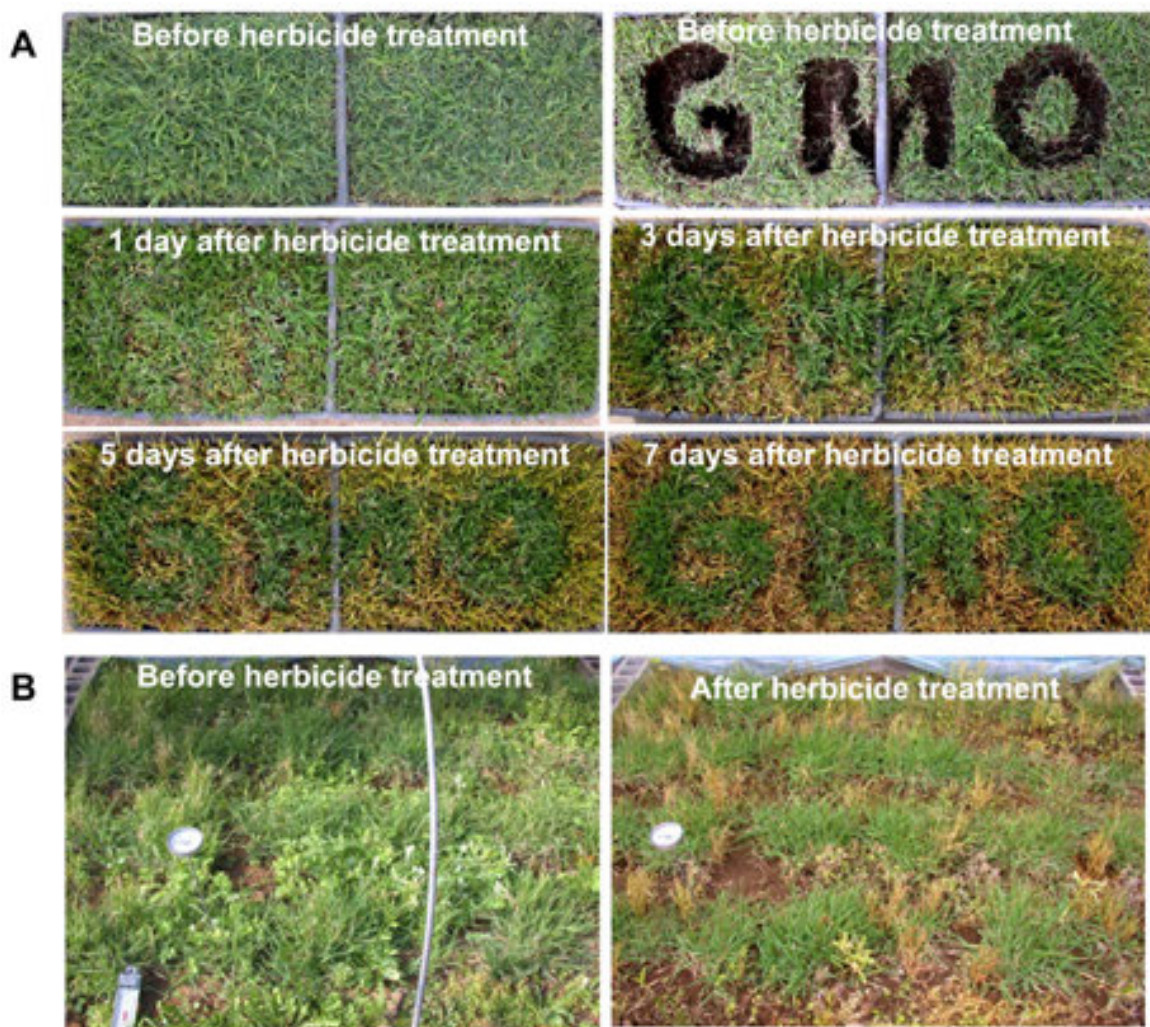 A
Before herbicide treatment
Before herbicide treatment
GMO
1 day after herbicide treatment
3 days after herbicide treatment
5 days after herbicide treatment
7 days after herbicide treatment
B
Before herbicide treatment
After herbicide treatment